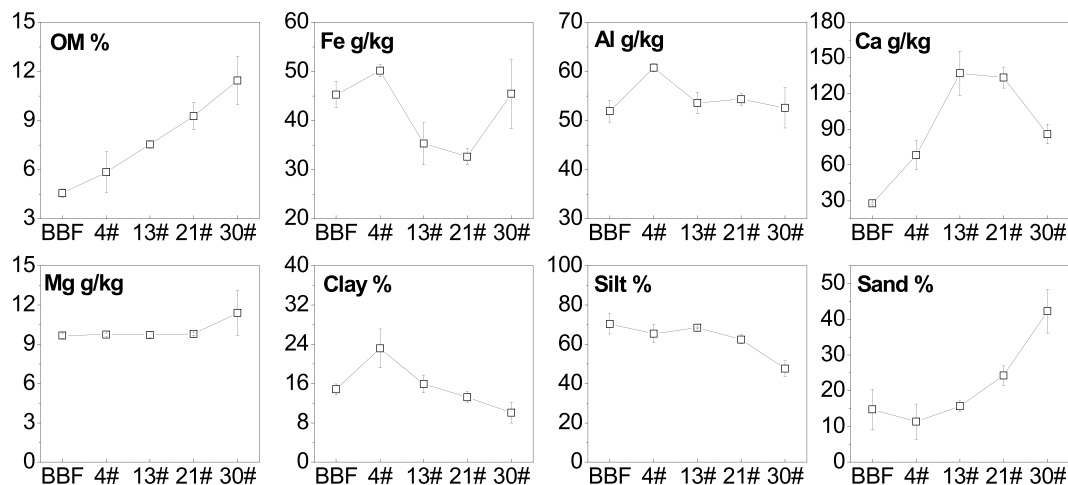 OM %
15
12
9
6
3
BBF 4# 13# 21# 30#
Fe g/kg
60
50
40
30
20
BBF 4# 13# 21# 30#
Al g/kg
70
60
50
40
30
BBF 4# 13# 21# 30#
Ca g/kg
180
150
120
90
60
30
BBF 4# 13# 21# 30#
Mg g/kg
15
12
9
6
3
0
BBF 4# 13# 21# 30#
Clay %
40
32
24
16
8
0
BBF 4# 13# 21# 30#
Silt %
100
80
60
40
20
0
BBF 4# 13# 21# 30#
Sand %
50
40
30
20
10
0
BBF 4# 13# 21# 30#